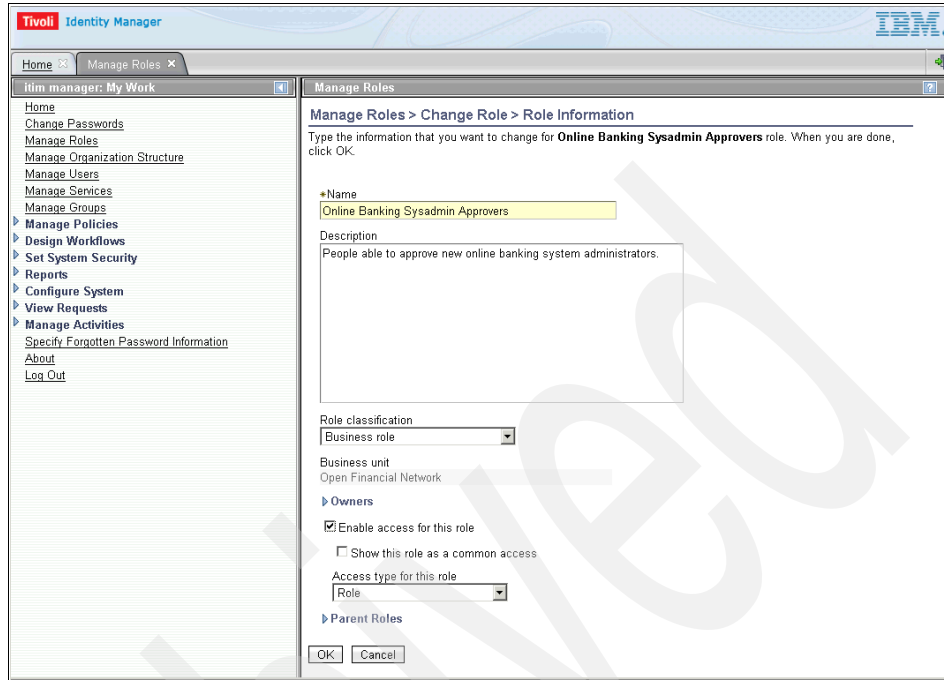 Tivoli Identity Manager
IBM
Home
Manage Roles
itim manager: My Work
Home
Change Passwords
Manage Roles
Manage Organization Structure
Manage Users
Manage Services
Manage Groups
Manage Policies
Design Workflows
Set System Security
Reports
Configure System
View Requests
Manage Activities
Specify Forgotten Password Information
About
Log Out
Manage Roles
?
Manage Roles > Change Role > Role Information
Type the information that you want to change for Online Banking Sysadmin Approvers role. When you are done,
click OK.
*Name
Online Banking Sysadmin Approvers
Description
People able to approve new online banking system administrators.
Role classification
Business role
Business unit
Open Financial Network
Owners
Enable access for this role
Show this role as a common access
Access type for this role
Role
Parent Roles
OK
Cancel